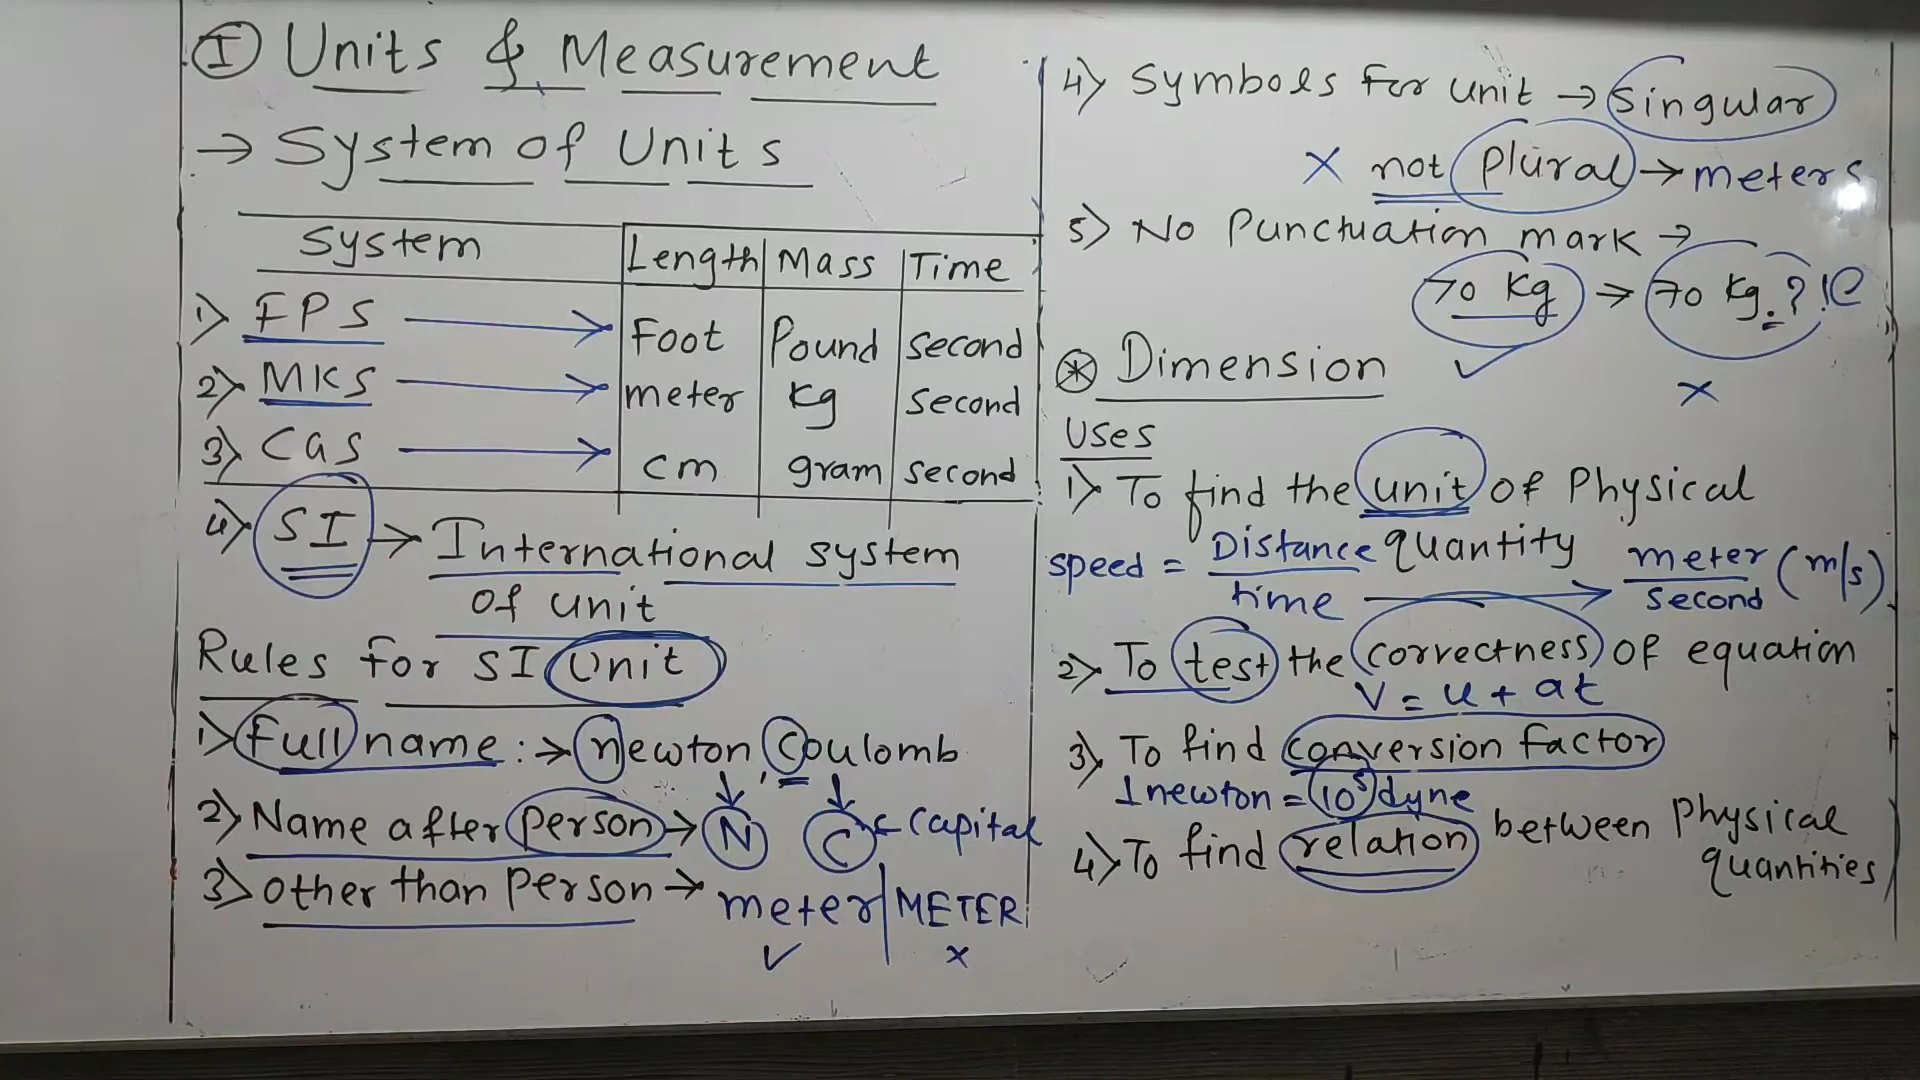 I Units & Measurement
→ System of Units
System Length Mass Time
1) FPS → Foot Pound second
2) MKS → meter Kg second
3) CGS → cm gram second
4) SI → International system
of unit
Rules for SI Unit
1) Full name :→ newton, Coulomb
2) Name after person → N C ← capital
3) other than person → meter | METER
✓ x
4) Symbols for unit → singular
X not plural → meters
5) No Punctuation mark →
70 Kg → 70 Kg.?!@
✓ x
* Dimension
Uses
1) To find the unit of Physical
quantity
speed = Distance / time → meter / second (m/s)
2) To test the correctness of equation
V = u + at
3) To find conversion factor
1 newton = 10⁵ dyne
4) To find relation between Physical
quantities